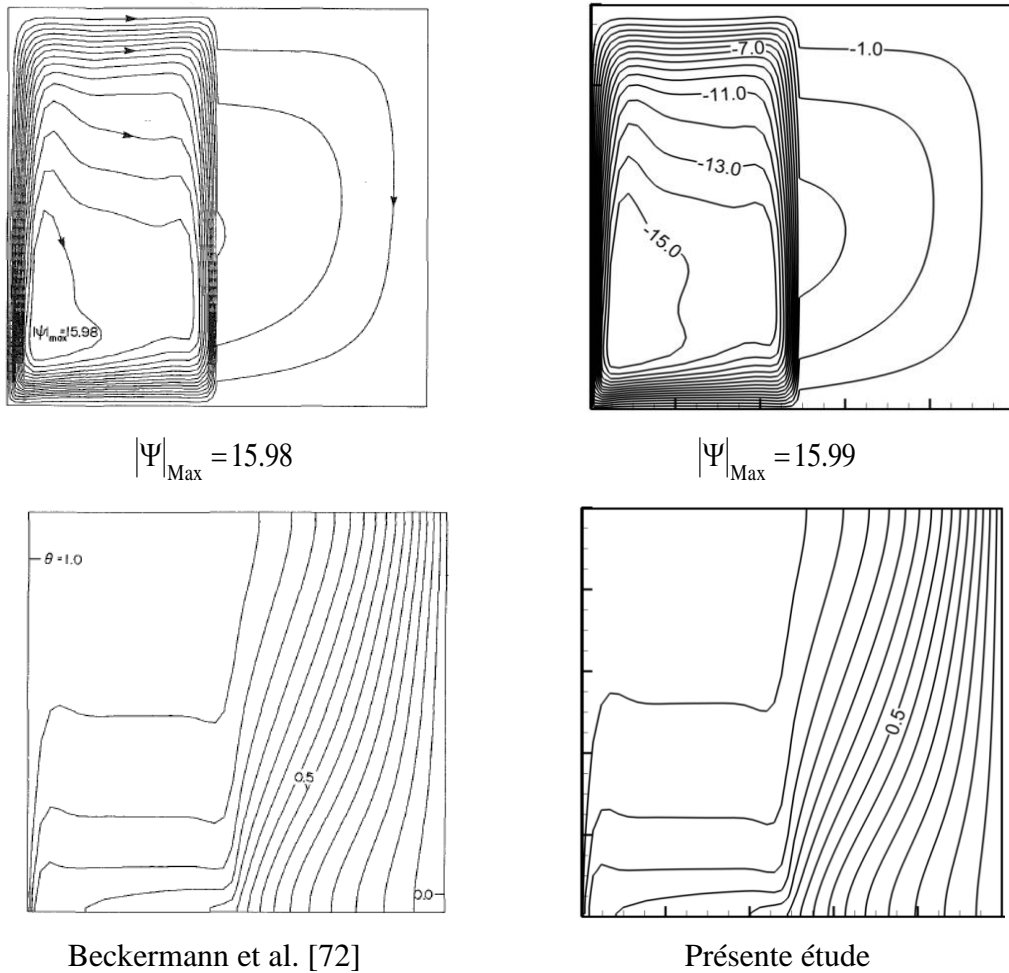 -7.0
-1.0
-11.0
-13.0
-15.0
|ψ|max=15.98
|Ψ|Max = 15.98
|Ψ|Max = 15.99
θ = 1.0
0.5
0.0
0.5
Beckermann et al. [72]
Présente étude